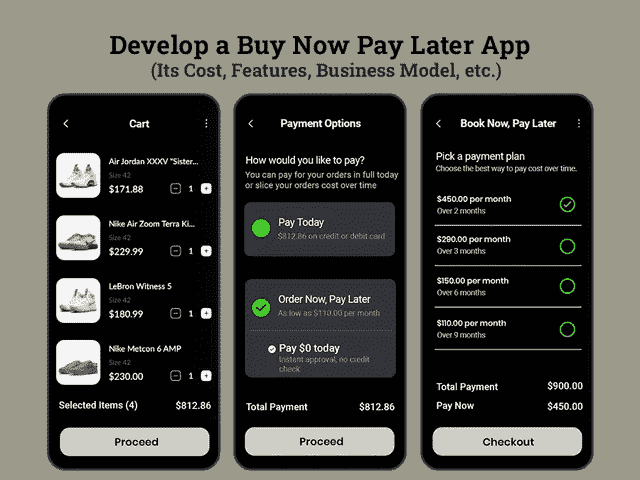 Develop a Buy Now Pay Later App
(Its Cost, Features, Business Model, etc.)
Cart
Air Jordan XXXV "Sister...
Size 42
$171.88
1
Nike Air Zoom Terra Ki...
Size 42
$229.99
1
LeBron Witness 5
Size 42
$180.99
1
Nike Metcon 6 AMP
Size 42
$230.00
1
Selected Items (4) $812.86
Proceed
Payment Options
How would you like to pay?
You can pay for your orders in full today
or slice your orders cost over time
Pay Today
$812.86 on credit or debit card
Order Now, Pay Later
As low as $110.00 per month
Pay $0 today
Instant approval, no credit
check
Total Payment $812.86
Proceed
Book Now, Pay Later
Pick a payment plan
Choose the best way to pay cost over time.
$450.00 per month
Over 2 months
$290.00 per month
Over 3 months
$150.00 per month
Over 6 months
$110.00 per month
Over 9 months
Total Payment $900.00
Pay Now $450.00
Checkout